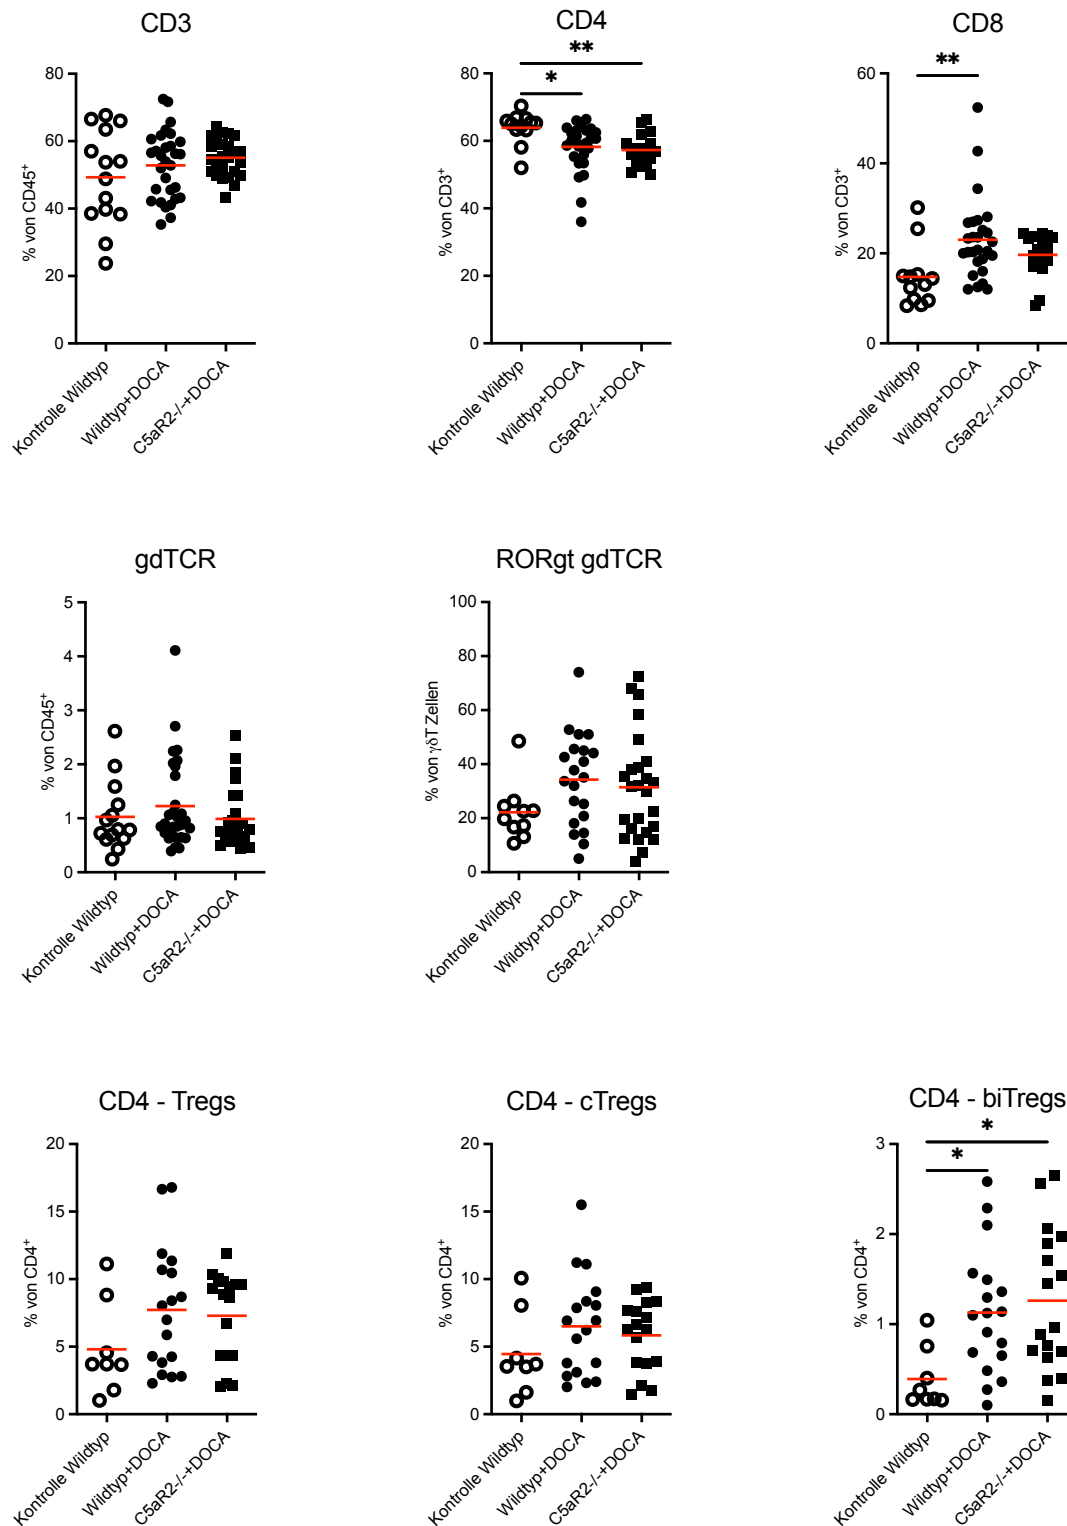 CD3
% von CD45+
80
60
40
20
0
Kontrolle Wildtyp
Wildtyp+DOCA
C5aR2-/-+DOCA
CD4
**
*
% von CD3+
80
60
40
20
0
Kontrolle Wildtyp
Wildtyp+DOCA
C5aR2-/-+DOCA
CD8
**
% von CD3+
60
40
20
0
Kontrolle Wildtyp
Wildtyp+DOCA
C5aR2-/-+DOCA
gdTCR
% von CD45+
5
4
3
2
1
0
Kontrolle Wildtyp
Wildtyp+DOCA
C5aR2-/-+DOCA
RORgt gdTCR
% von γδT Zellen
100
80
60
40
20
0
Kontrolle Wildtyp
Wildtyp+DOCA
C5aR2-/-+DOCA
CD4 - Tregs
% von CD4+
20
15
10
5
0
Kontrolle Wildtyp
Wildtyp+DOCA
C5aR2-/-+DOCA
CD4 - cTregs
% von CD4+
20
15
10
5
0
Kontrolle Wildtyp
Wildtyp+DOCA
C5aR2-/-+DOCA
CD4 - biTregs
*
*
% von CD4+
3
2
1
0
Kontrolle Wildtyp
Wildtyp+DOCA
C5aR2-/-+DOCA